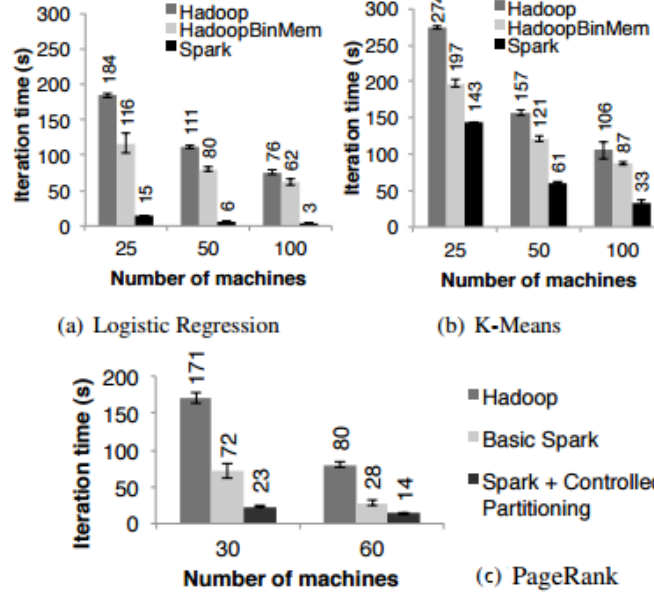 Iteration time (s)
300
250
200
150
100
50
0
Hadoop
HadoopBinMem
Spark
184
116
15
111
80
6
76
62
3
25 50 100
Number of machines
(a) Logistic Regression
Iteration time (s)
300
250
200
150
100
50
0
Hadoop
HadoopBinMem
Spark
274
197
143
157
121
61
106
87
33
25 50 100
Number of machines
(b) K-Means
Iteration time (s)
200
150
100
50
0
171
72
23
80
28
14
30 60
Number of machines
Hadoop
Basic Spark
Spark + Controlled
Partitioning
(c) PageRank